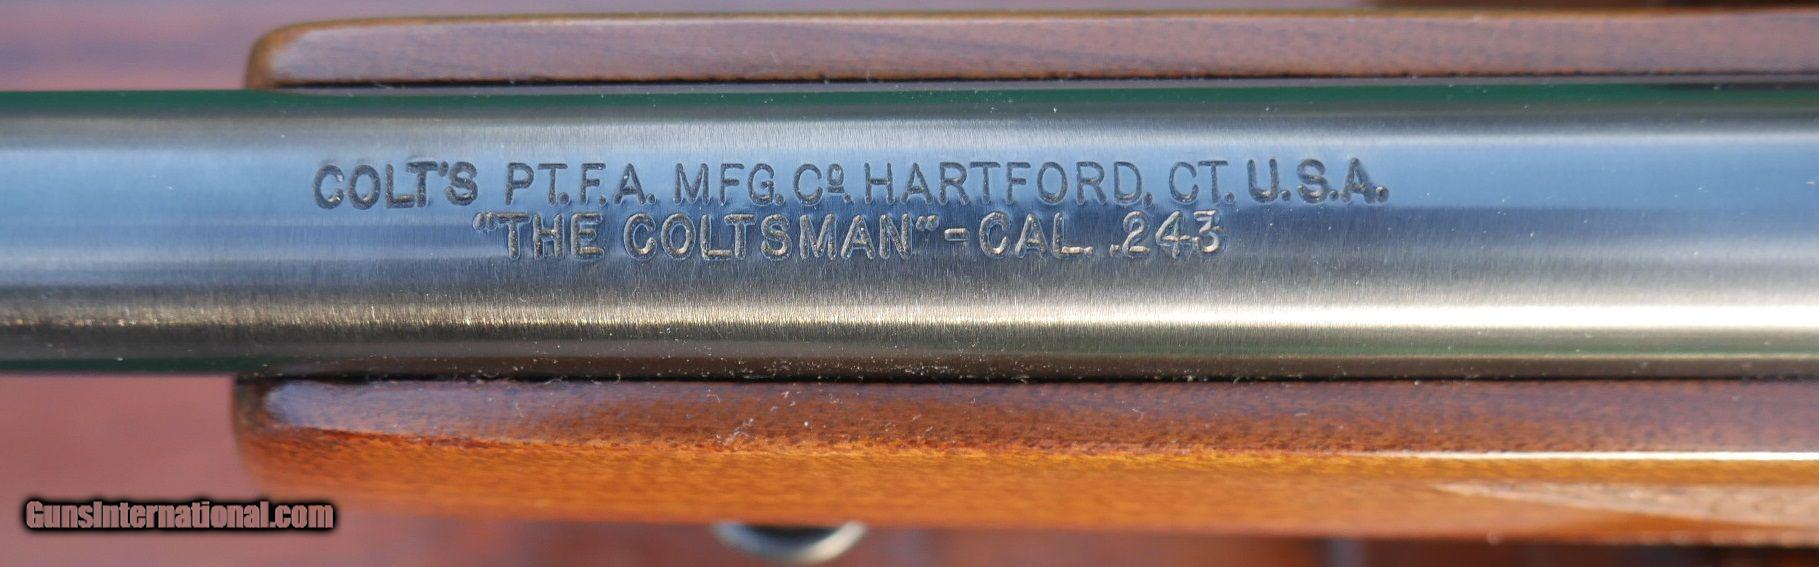 COLT'S PT.F.A. MFG. Cº. HARTFORD, CT. U.S.A.
"THE COLTSMAN"-CAL. .243
GunsInternational.com